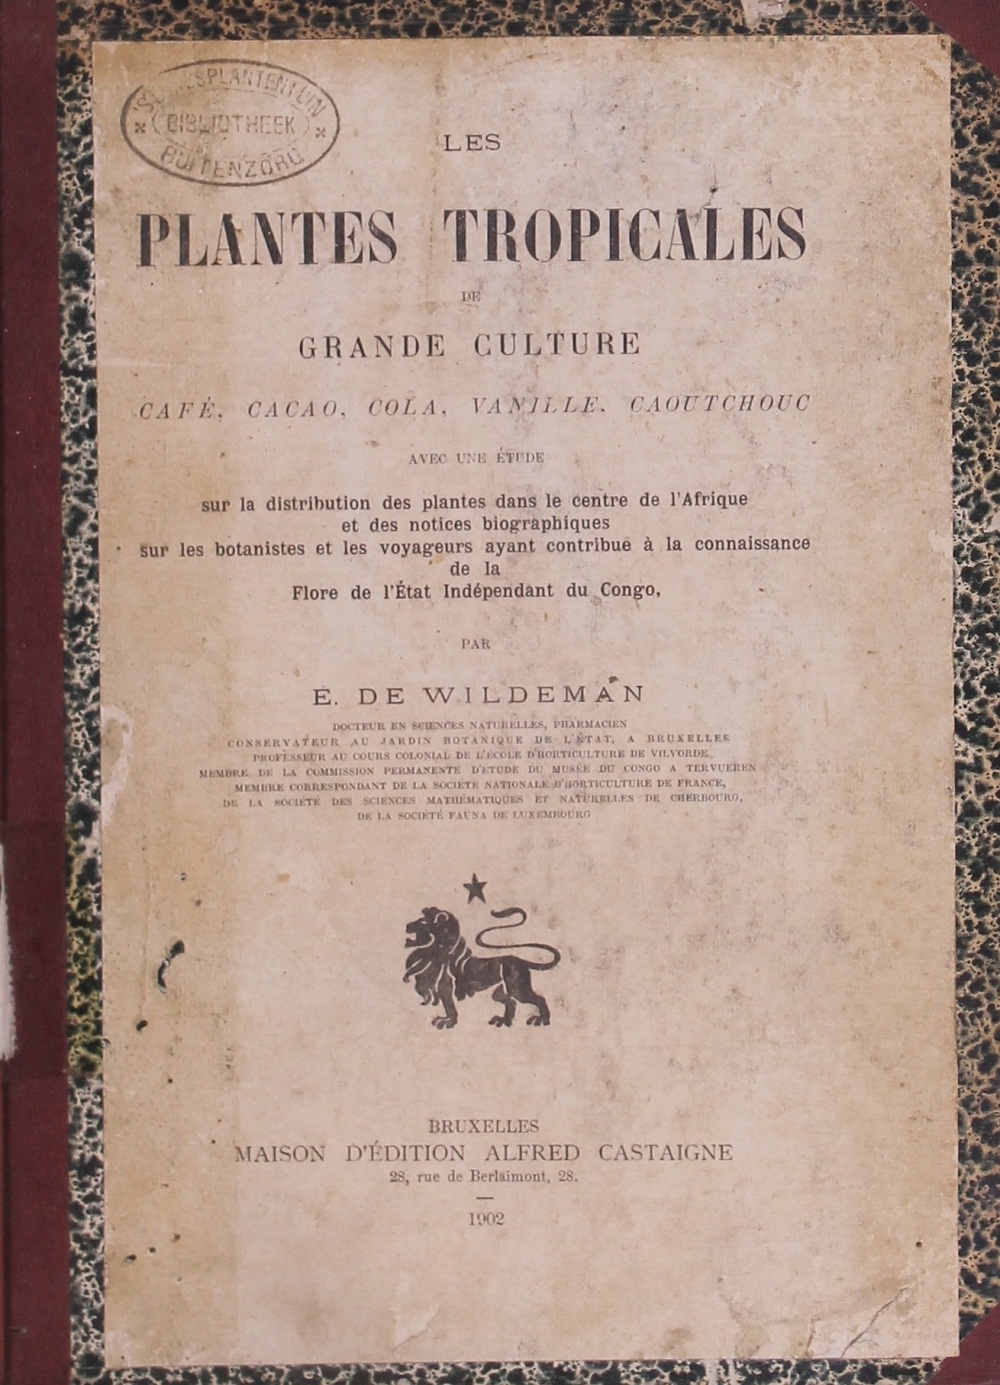 BIBLIOTHEEK
BUITENZORG
LES
PLANTES TROPICALES
DE
GRANDE CULTURE
CAFÉ, CACAO, COLA, VANILLE, CAOUTCHOUC
AVEC UNE ÉTUDE
sur la distribution des plantes dans le centre de l'Afrique
et des notices biographiques
sur les botanistes et les voyageurs ayant contribue à la connaissance
de la
Flore de l'État Indépendant du Congo,
PAR
É. DE WILDEMAN
DOCTEUR EN SCIENCES NATURELLES, PHARMACIEN
CONSERVATEUR AU JARDIN BOTANIQUE DE L'ÉTAT, A BRUXELLES
PROFESSEUR AU COURS COLONIAL DE L'ECOLE D'HORTICULTURE DE VILVORDE
MEMBRE DE LA COMMISSION PERMANENTE D'ETUDE DU MUSÉE DU CONGO A TERVUEREN
MEMBRE CORRESPONDANT DE LA SOCIÉTÉ NATIONALE D'HORTICULTURE DE FRANCE,
DE LA SOCIÉTÉ DES SCIENCES MATHÉMATIQUES ET NATURELLES DE CHERBOURG,
DE LA SOCIÉTÉ FAUNA DE LUXEMBOURG
BRUXELLES
MAISON D'ÉDITION ALFRED CASTAIGNE
28, rue de Berlaimont, 28.
1902